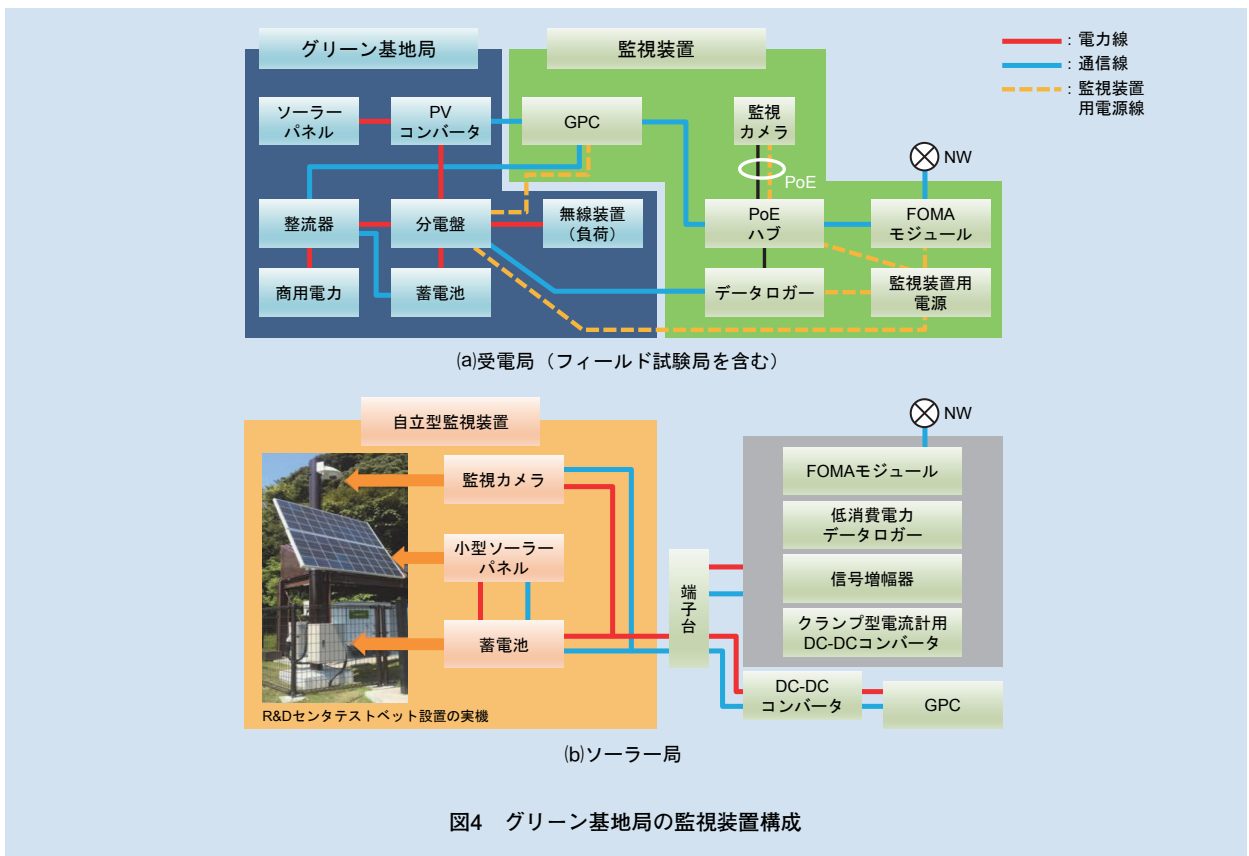 グリーン基地局
監視装置
：電力線
：通信線
：監視装置
用電源線
ソーラー
パネル
PV
コンバータ
GPC
監視
カメラ
NW
PoE
整流器
分電盤
無線装置
（負荷）
PoE
ハブ
FOMA
モジュール
商用電力
蓄電池
データロガー
監視装置用
電源
(a)受電局（フィールド試験局を含む）
自立型監視装置
NW
監視カメラ
FOMAモジュール
低消費電力
データロガー
小型ソーラー
パネル
端子台
信号増幅器
蓄電池
クランプ型電流計用
DC-DCコンバータ
DC-DC
コンバータ
GPC
R&Dセンタテストベット設置の実機
(b)ソーラー局
図4　グリーン基地局の監視装置構成